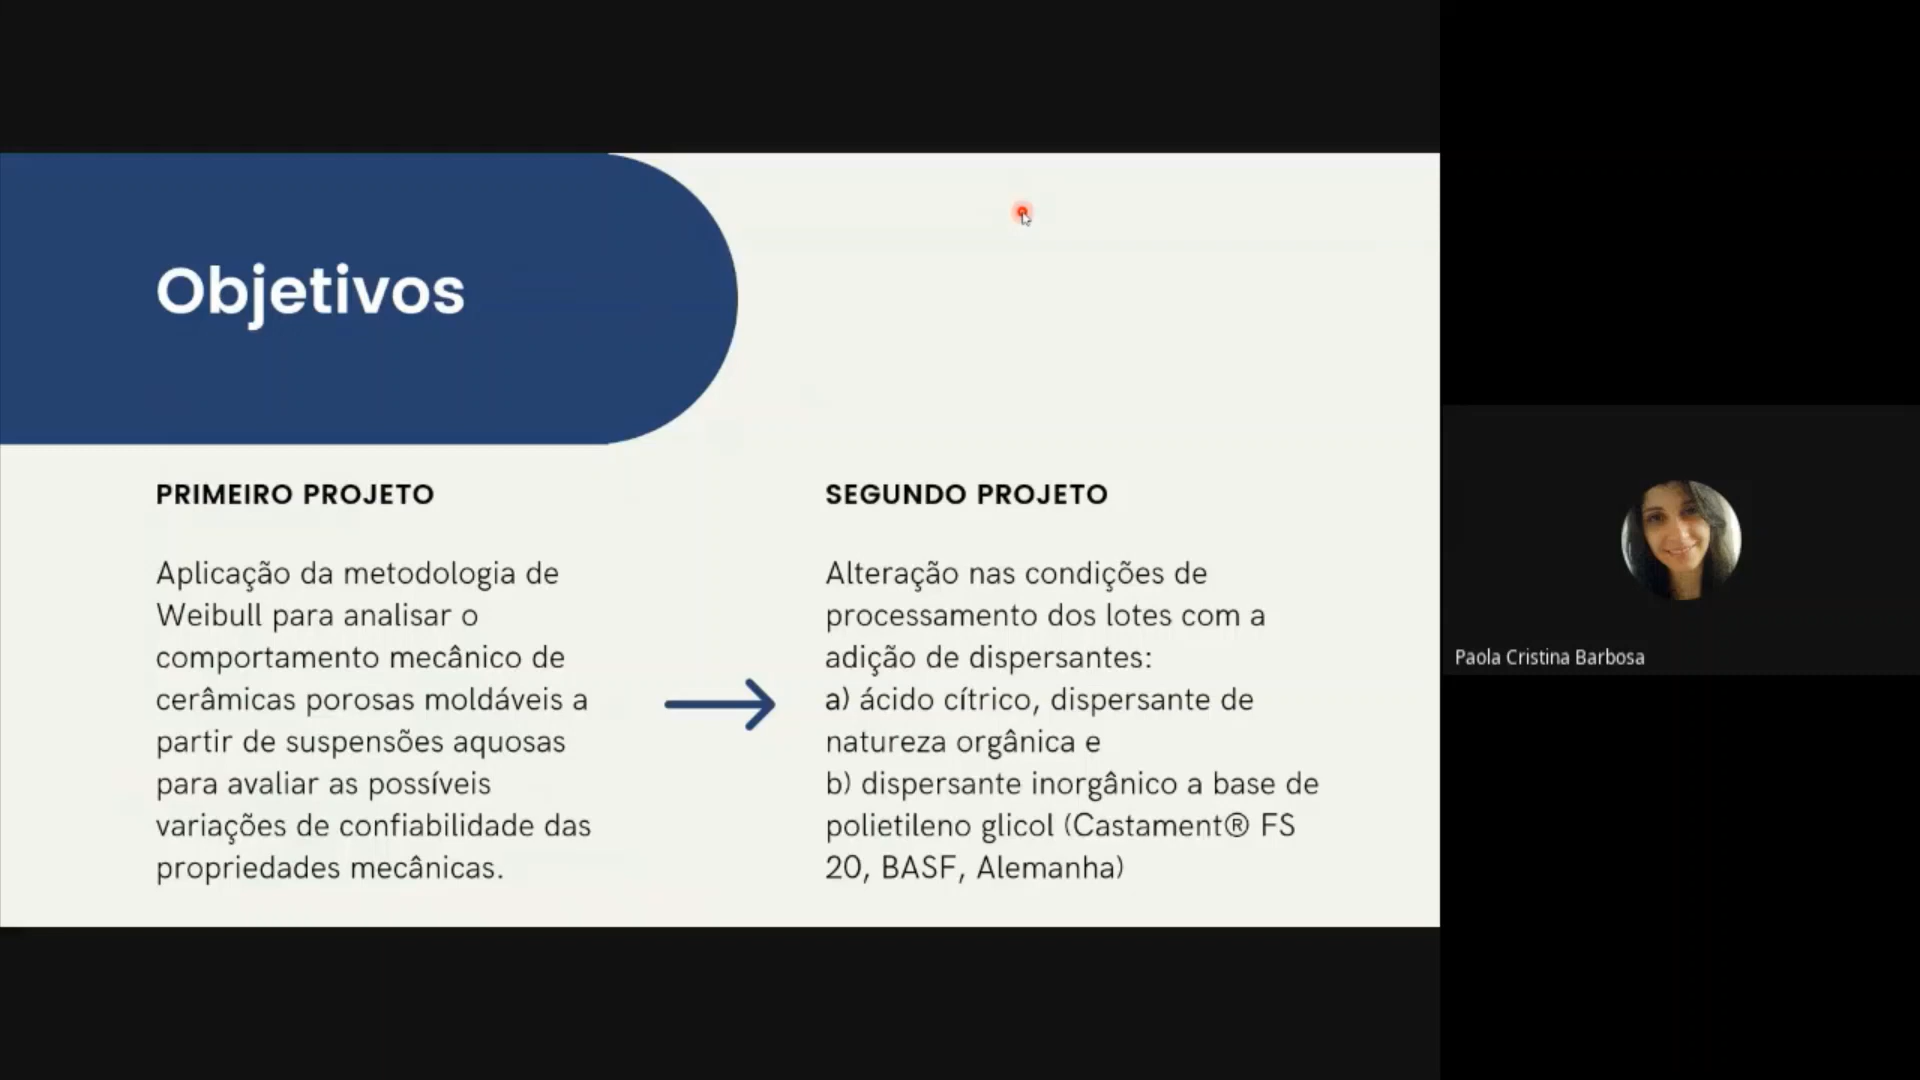 Objetivos
PRIMEIRO PROJETO
Aplicação da metodologia de
Weibull para analisar o
comportamento mecânico de
cerâmicas porosas moldáveis a
partir de suspensões aquosas
para avaliar as possíveis
variações de confiabilidade das
propriedades mecânicas.
SEGUNDO PROJETO
Alteração nas condições de
processamento dos lotes com a
adição de dispersantes:
a) ácido cítrico, dispersante de
natureza orgânica e
b) dispersante inorgânico a base de
polietileno glicol (Castament® FS
20, BASF, Alemanha)
Paola Cristina Barbosa